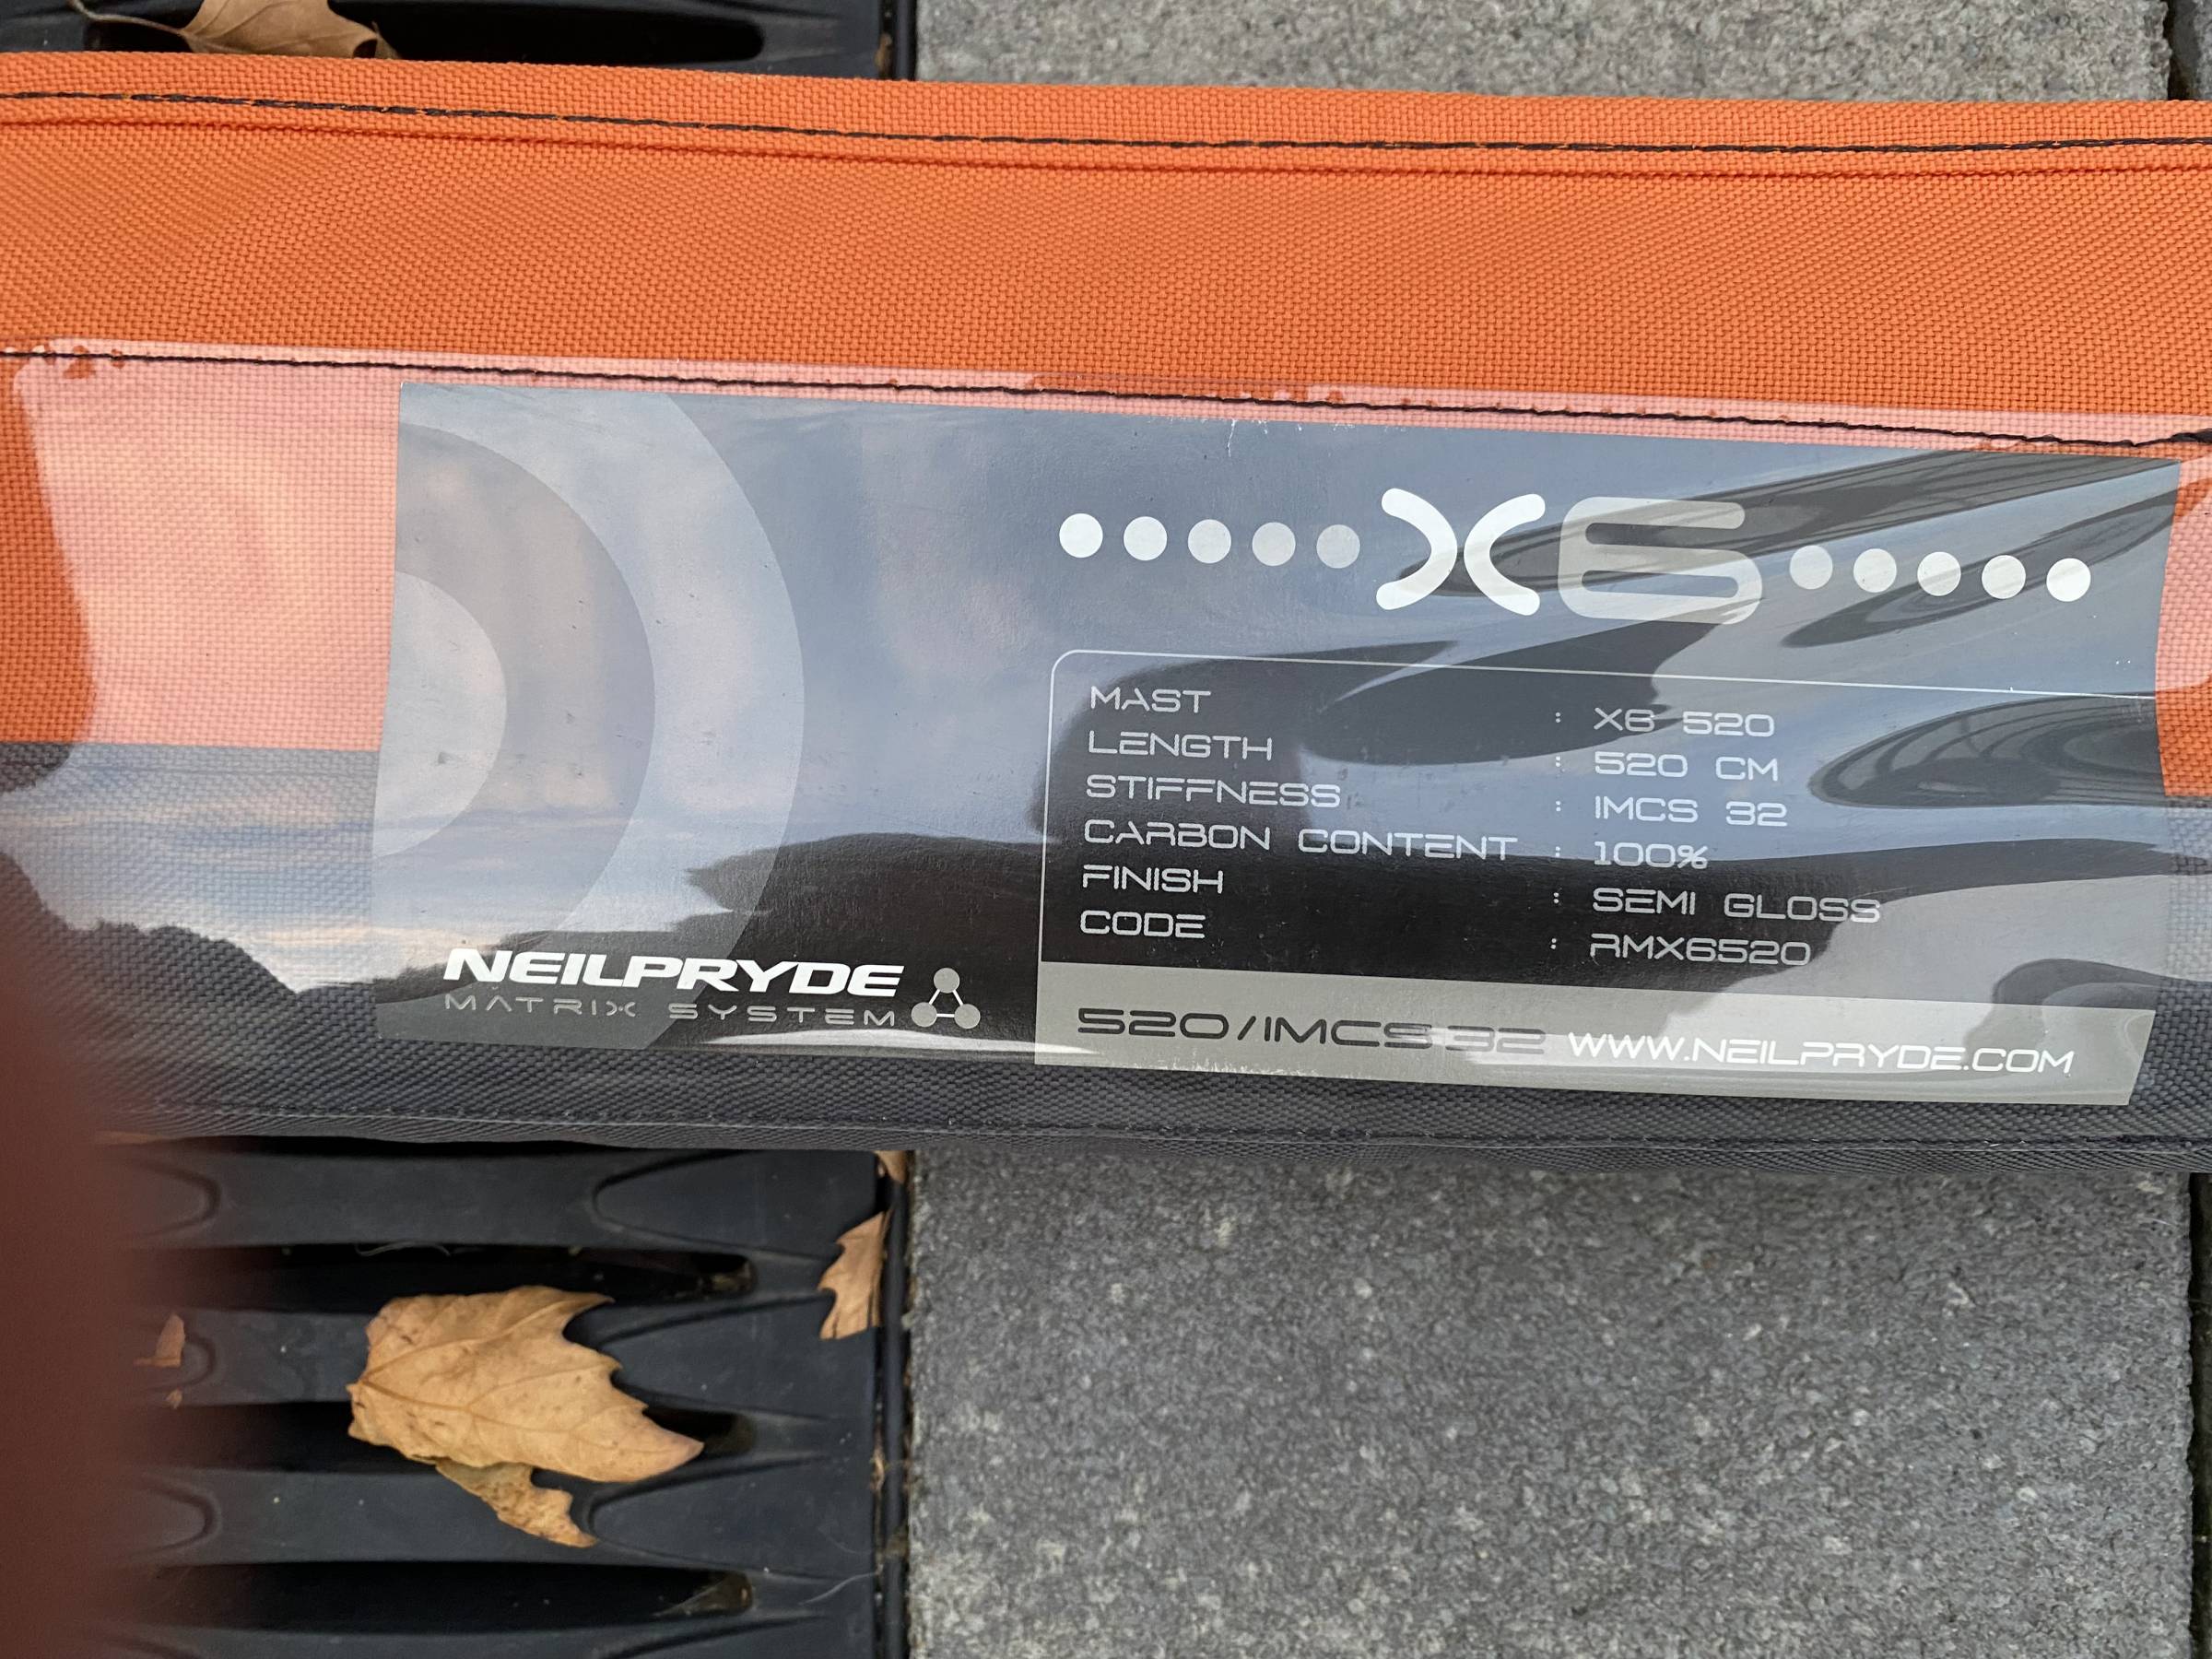 X6
MAST : X6 520
LENGTH : 520 CM
STIFFNESS : IMCS 32
CARBON CONTENT : 100%
FINISH : SEMI GLOSS
CODE : RMX6520
NEILPRYDE
MATRIX SYSTEM
520/IMCS 32 WWW.NEILPRYDE.COM